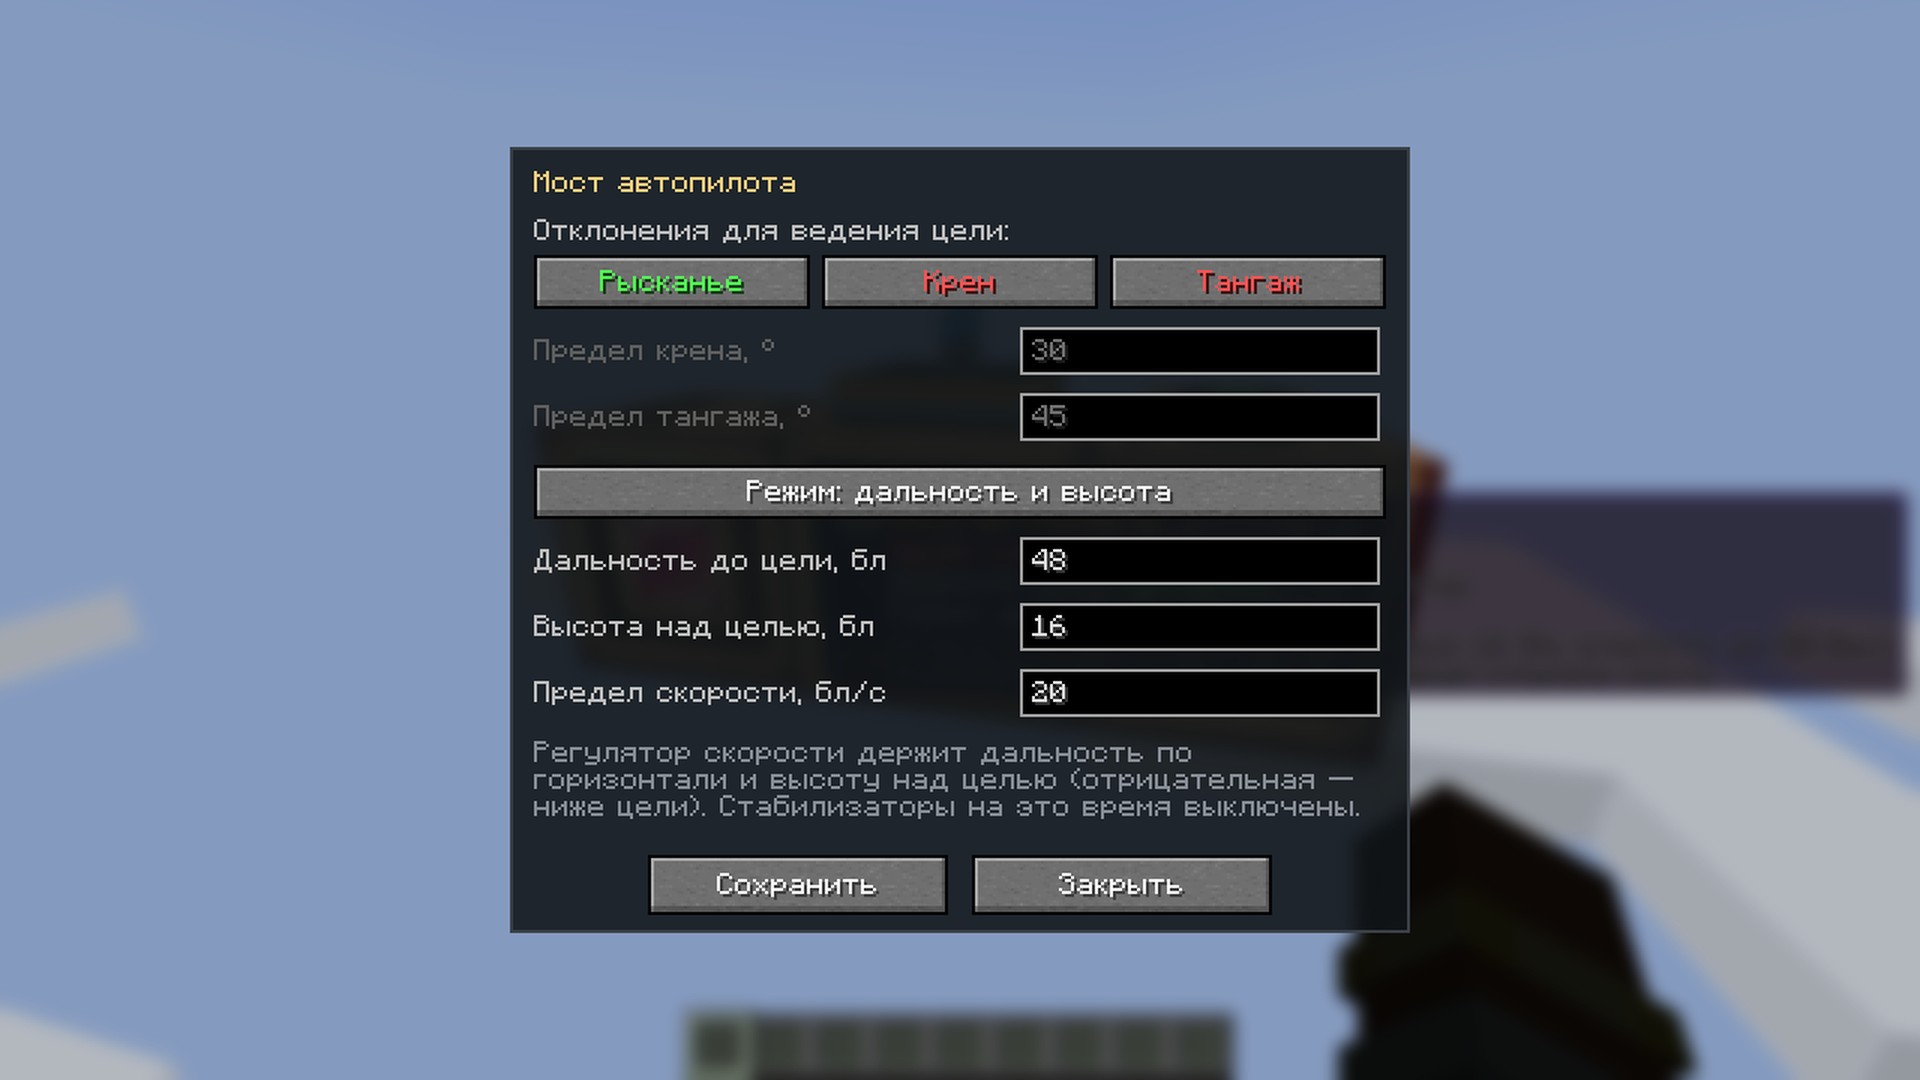 Мост автопилота
Отклонения для ведения цели:
Рысканье Крен Тангаж
Предел крена, ° 30
Предел тангажа, ° 45
Режим: дальность и высота
Дальность до цели, бл 48
Высота над целью, бл 16
Предел скорости, бл/с 20
Регулятор скорости держит дальность по
горизонтали и высоту над целью (отрицательная —
ниже цели). Стабилизаторы на это время выключены.
Сохранить Закрыть